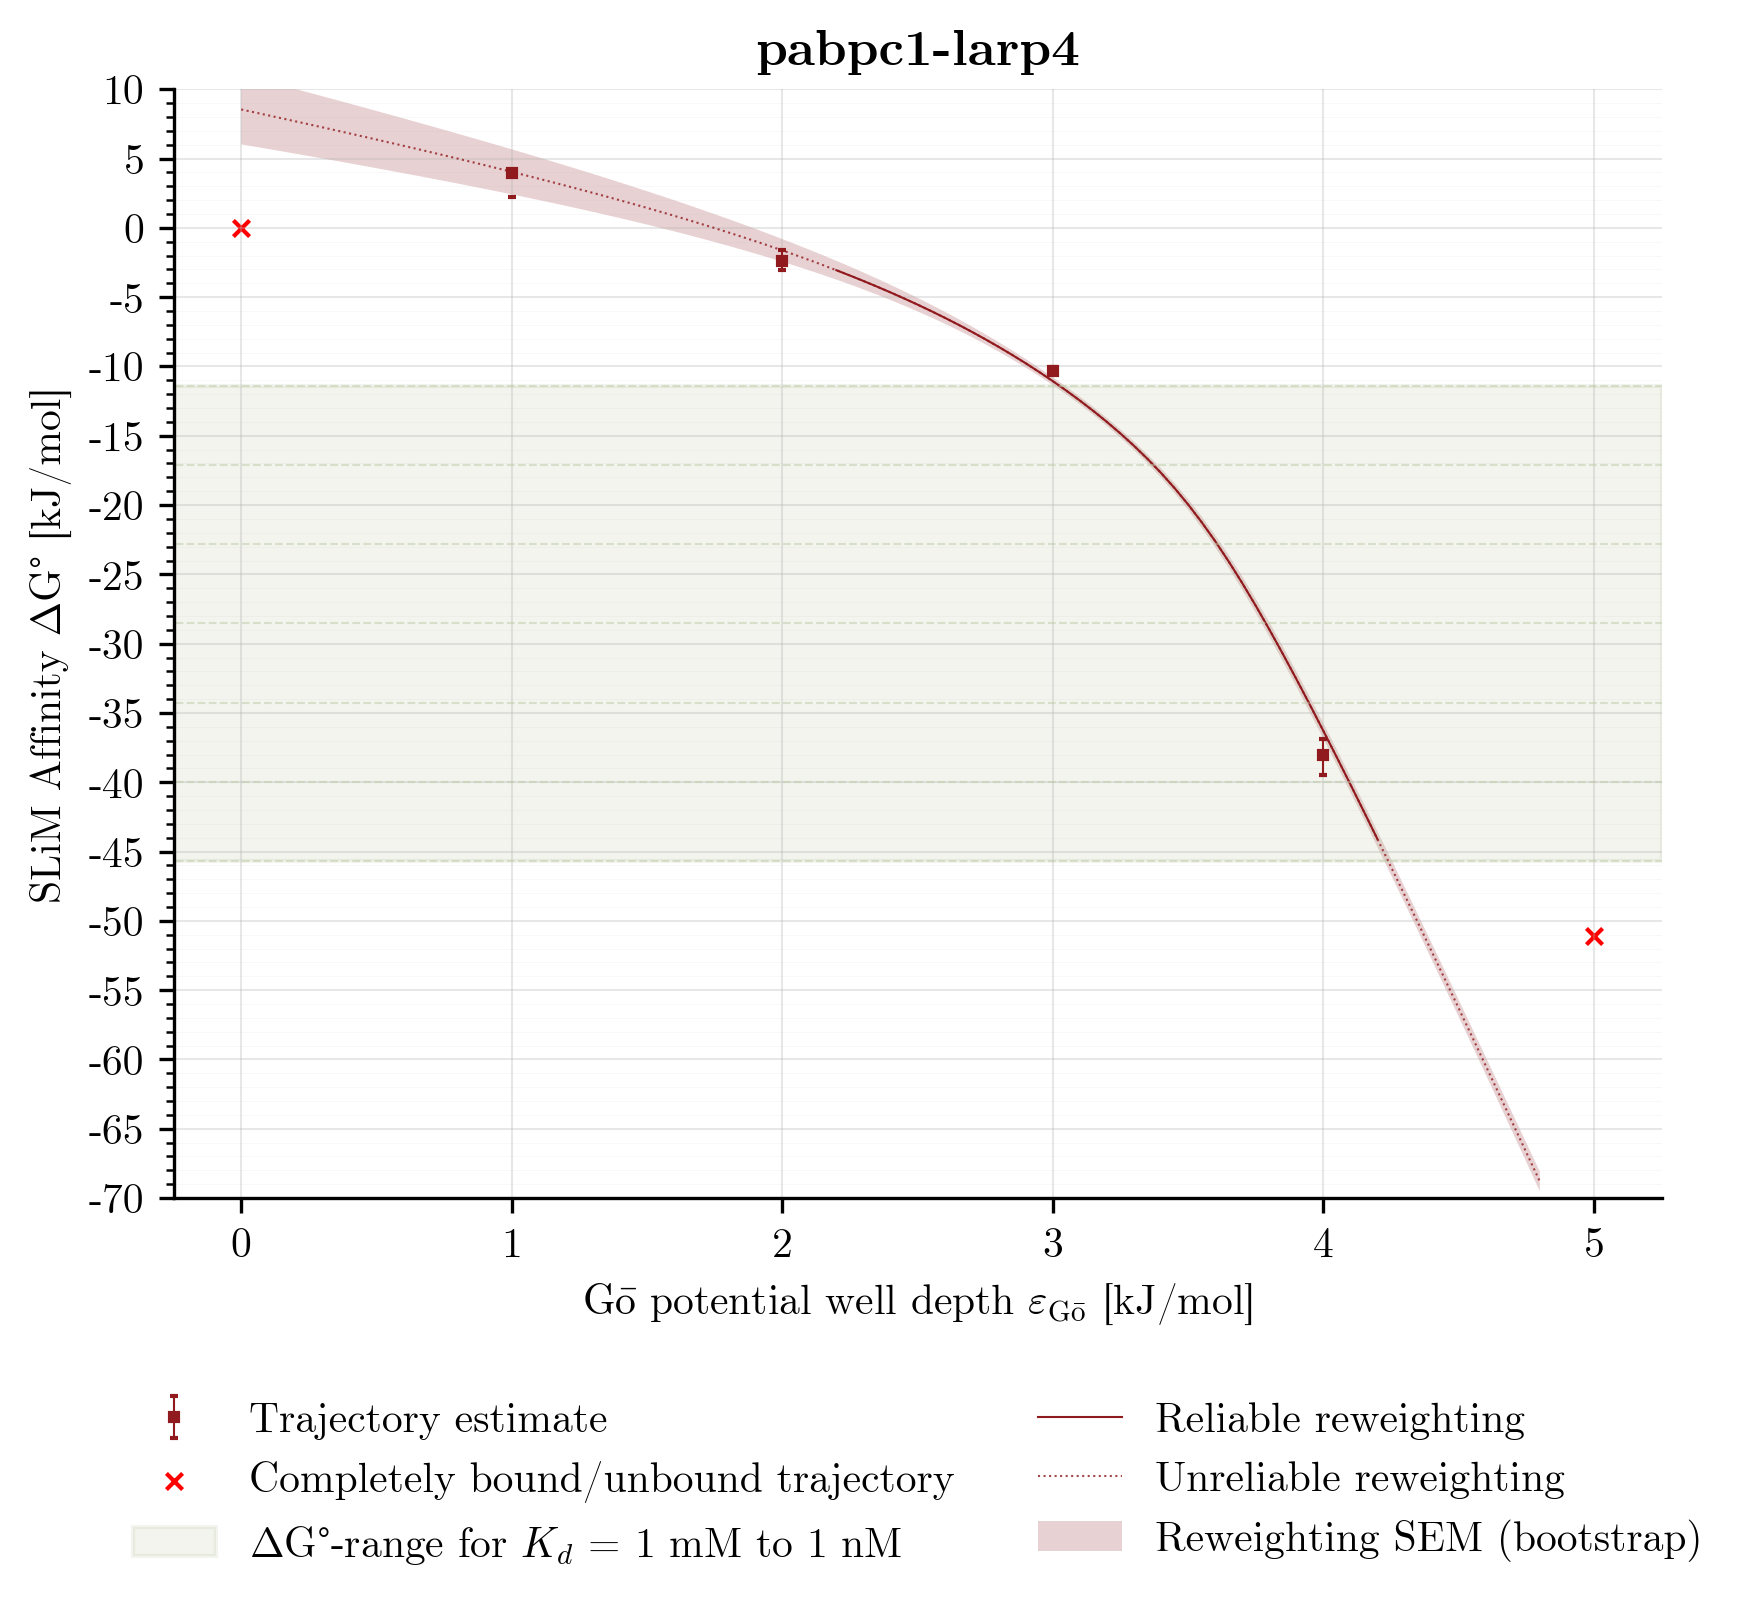 pabpc1-larp4
10
5
0
-5
-10
-15
-20
-25
-30
-35
-40
-45
-50
-55
-60
-65
-70
SLiM Affinity ΔG° [kJ/mol]
0 1 2 3 4 5
Gō potential well depth ε_Gō [kJ/mol]
Trajectory estimate
Completely bound/unbound trajectory
ΔG°-range for K_d = 1 mM to 1 nM
Reliable reweighting
Unreliable reweighting
Reweighting SEM (bootstrap)